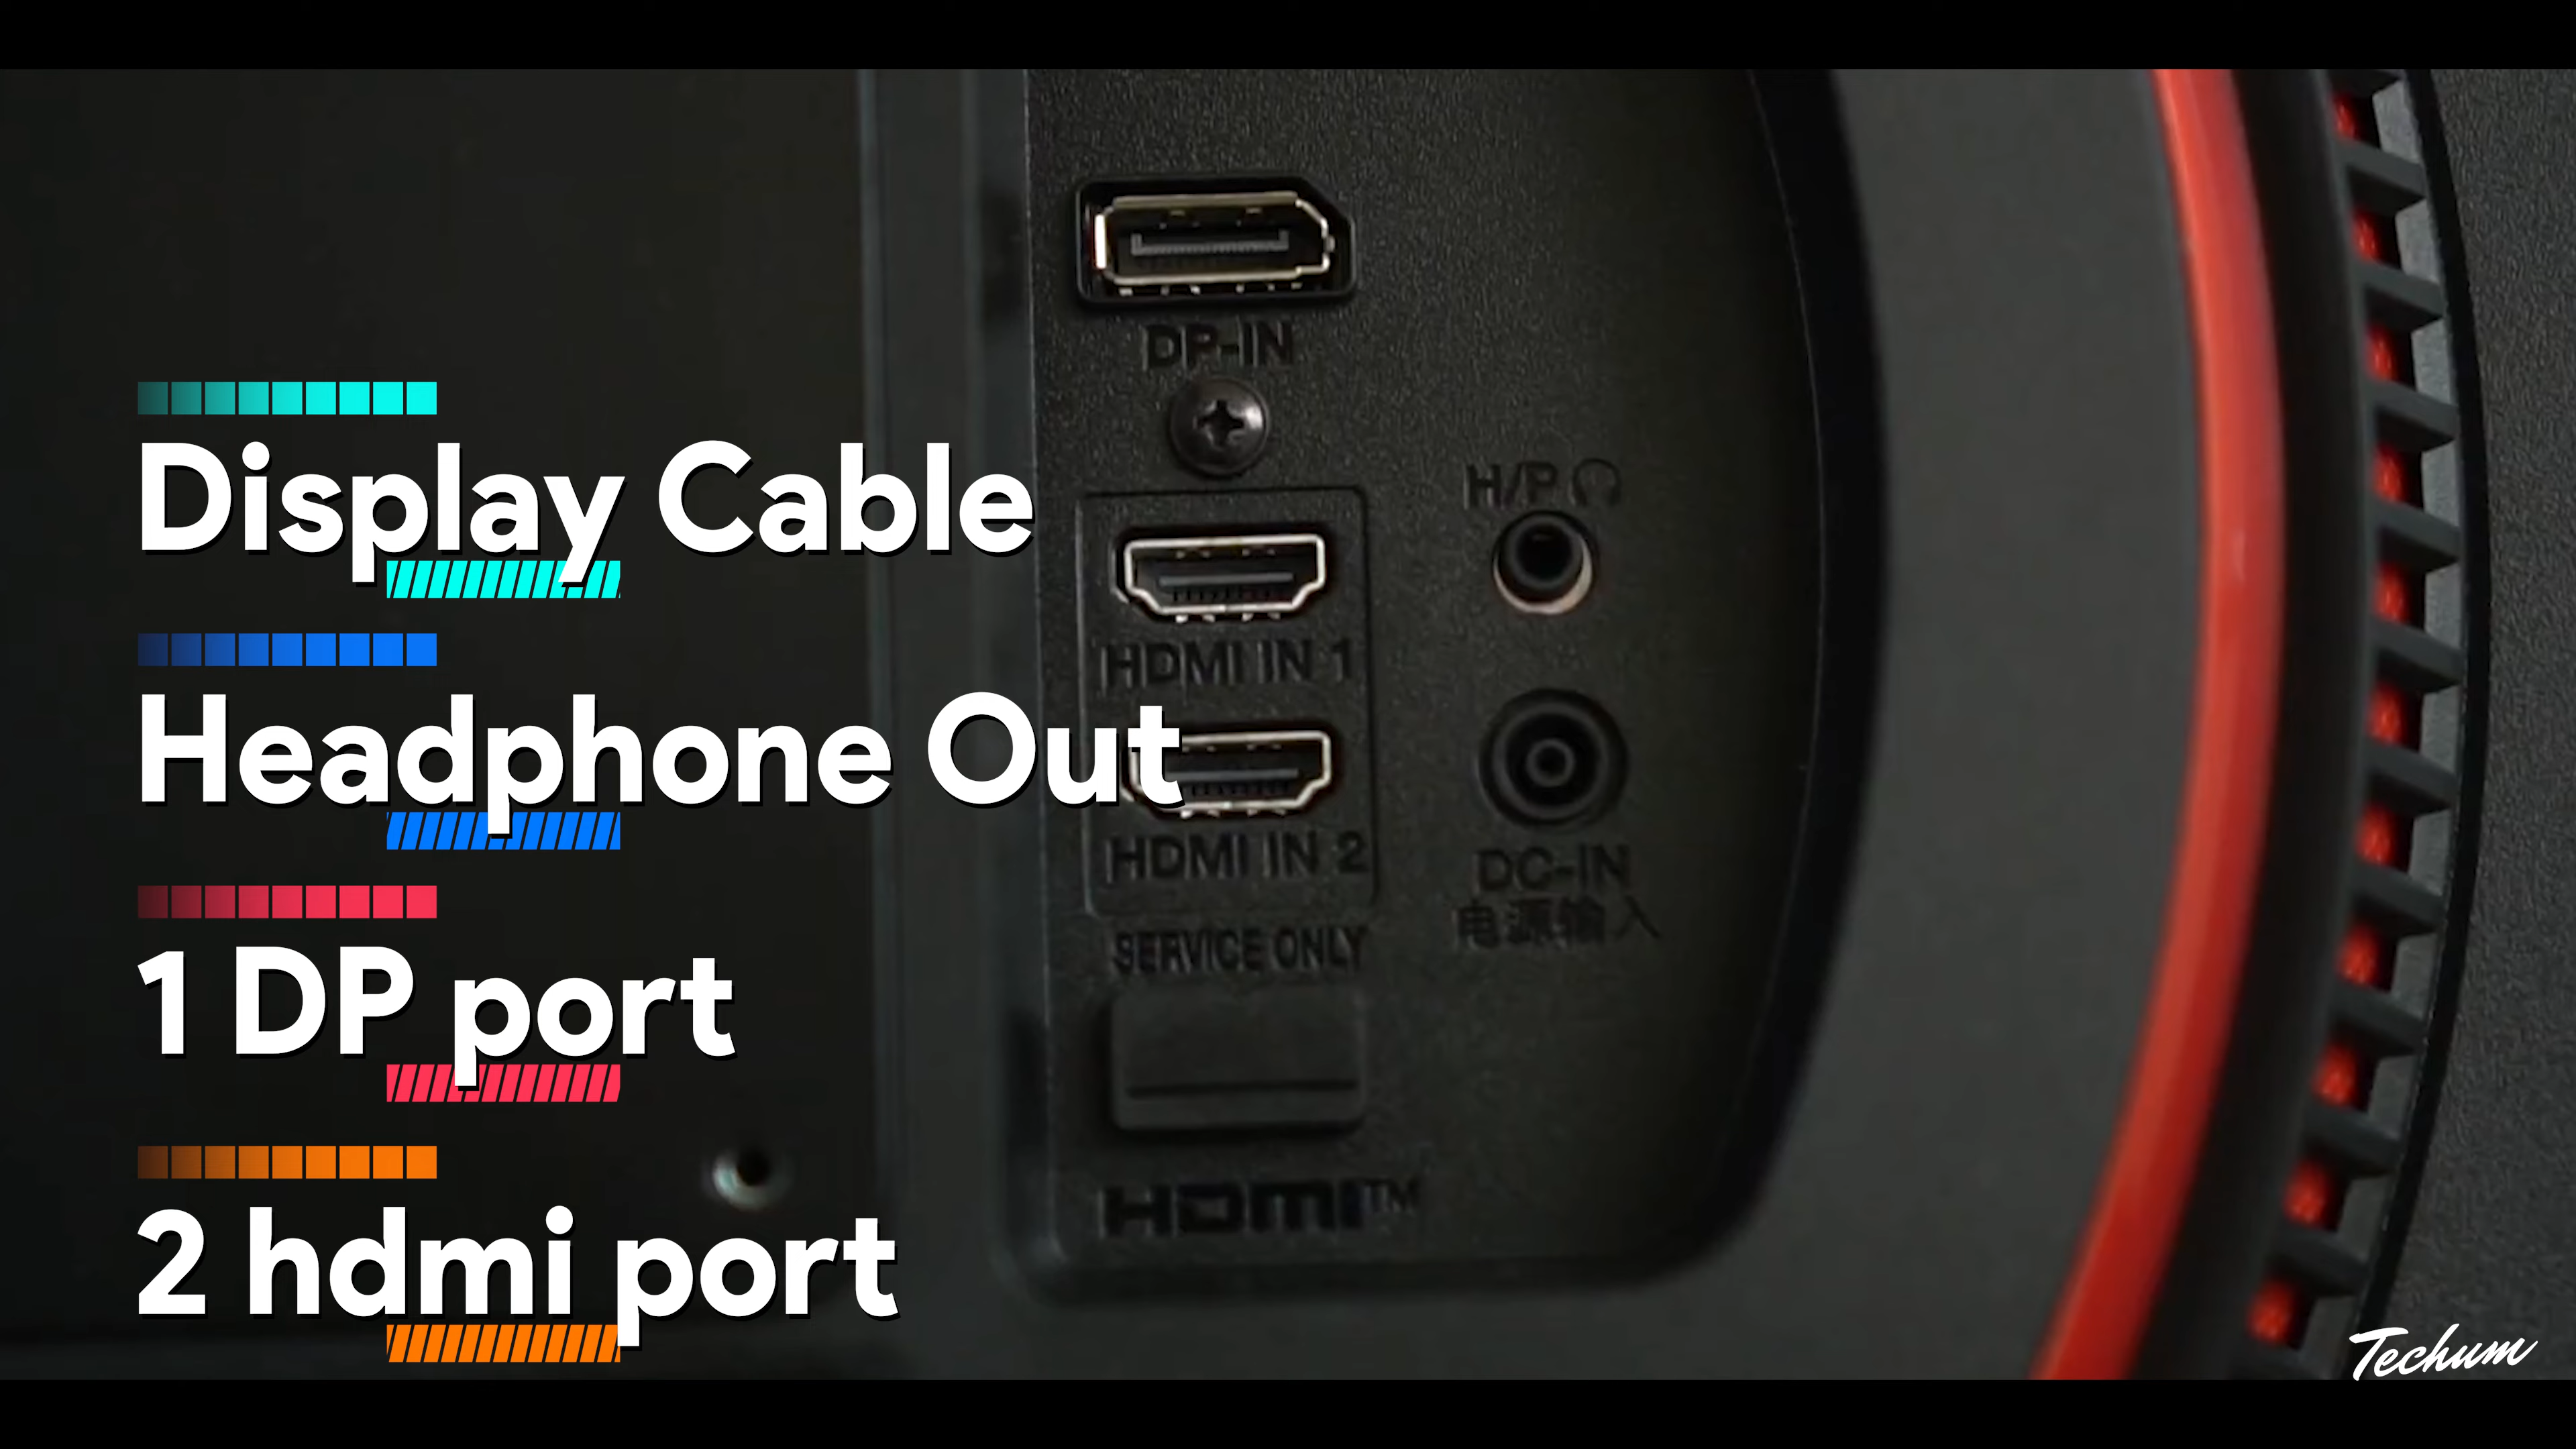 DP-IN
Display Cable
H/P
HDMI IN 1
Headphone Out
HDMI IN 2
DC-IN
电源输入
SERVICE ONLY
1 DP port
HDMI™
2 hdmi port
Techum